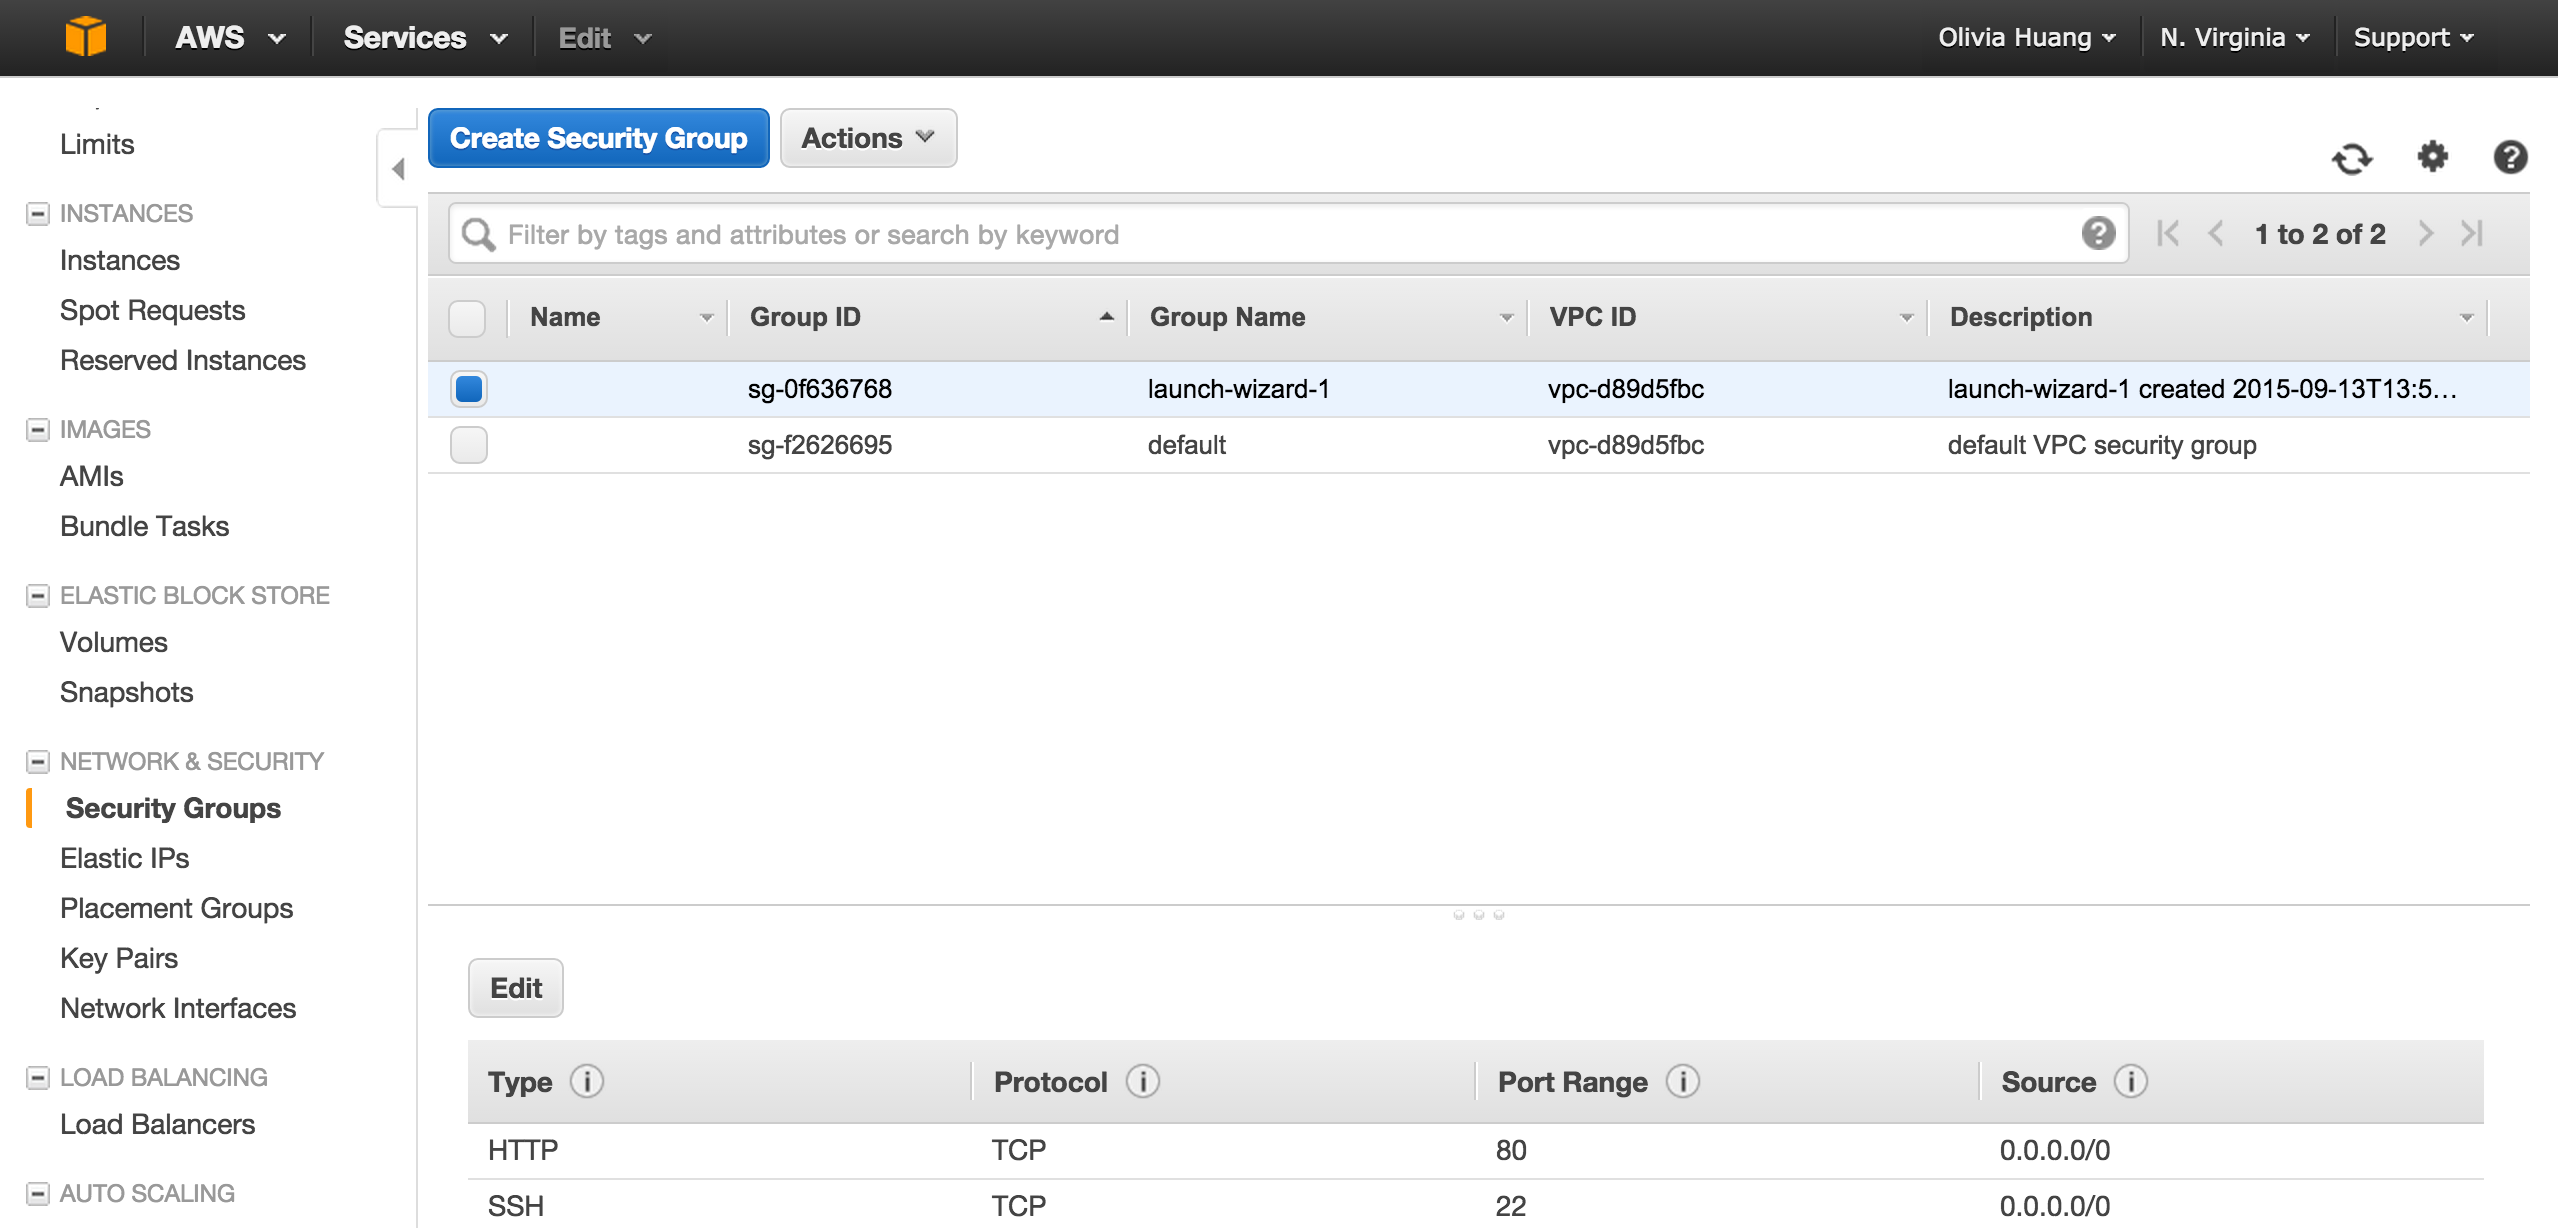 AWS Services Edit Olivia Huang N. Virginia Support
Limits
INSTANCES
Instances
Spot Requests
Reserved Instances
IMAGES
AMIs
Bundle Tasks
ELASTIC BLOCK STORE
Volumes
Snapshots
NETWORK & SECURITY
Security Groups
Elastic IPs
Placement Groups
Key Pairs
Network Interfaces
LOAD BALANCING
Load Balancers
AUTO SCALING
Create Security Group Actions
Filter by tags and attributes or search by keyword 1 to 2 of 2
Name Group ID Group Name VPC ID Description
sg-0f636768 launch-wizard-1 vpc-d89d5fbc launch-wizard-1 created 2015-09-13T13:5...
sg-f2626695 default vpc-d89d5fbc default VPC security group
Edit
Type Protocol Port Range Source
HTTP TCP 80 0.0.0.0/0
SSH TCP 22 0.0.0.0/0